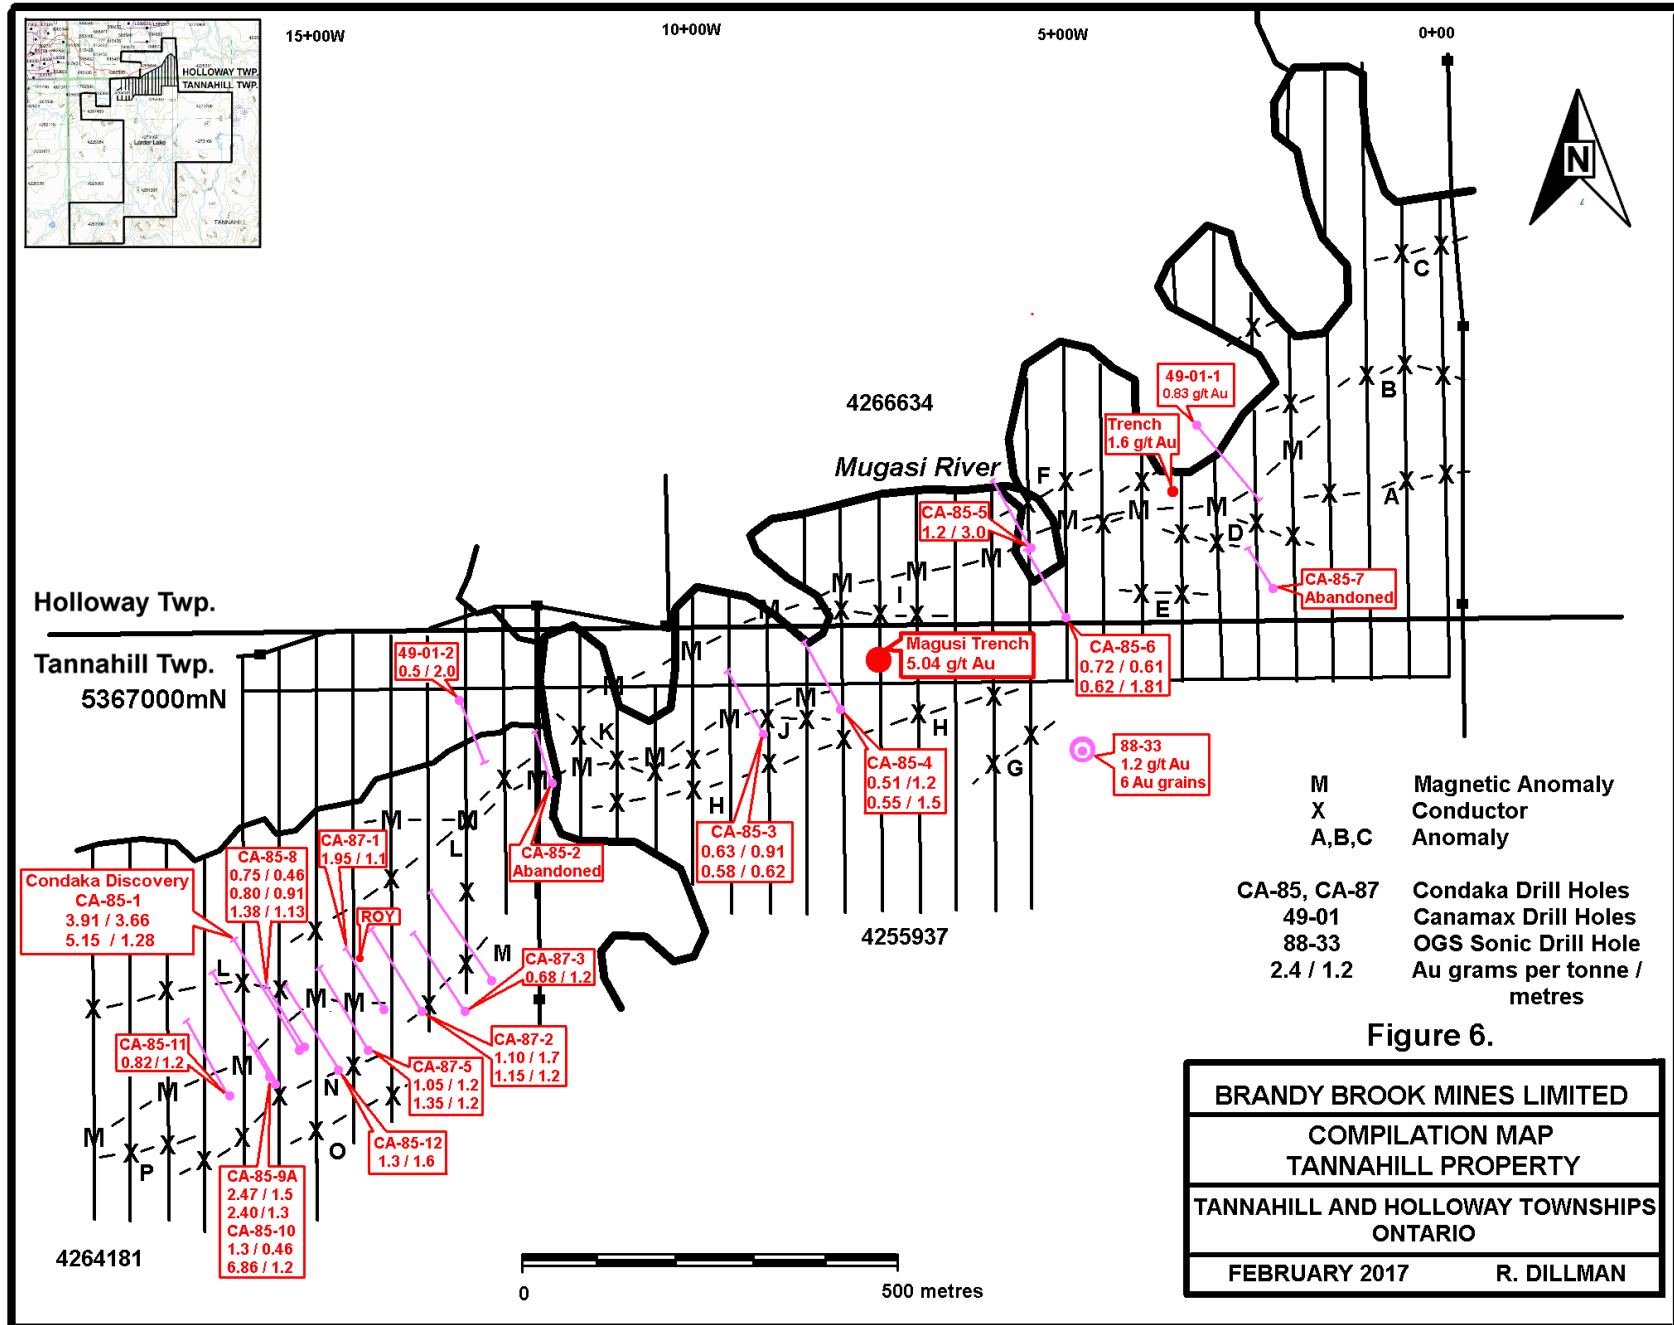 15+00W
10+00W
5+00W
0+00
HOLLOWAY TWP.
TANNAHILL TWP.
Larder Lake
TANNAHILL
N
C
B
A
49-01-1
0.83 g/t Au
Trench
1.6 g/t Au
4266634
Mugasi River
F
D
CA-85-5
1.2 / 3.0
CA-85-7
Abandoned
E
I
Holloway Twp.
Tannahill Twp.
5367000mN
49-01-2
0.5 / 2.0
Magusi Trench
5.04 g/t Au
CA-85-6
0.72 / 0.61
0.62 / 1.81
K
J
H
H
G
88-33
1.2 g/t Au
6 Au grains
CA-85-4
0.51 /1.2
0.55 / 1.5
CA-85-3
0.63 / 0.91
0.58 / 0.62
CA-85-2
Abandoned
L
CA-87-1
1.95 / 1.1
CA-85-8
0.75 / 0.46
0.80 / 0.91
1.38 / 1.13
Condaka Discovery
CA-85-1
3.91 / 3.66
5.15 / 1.28
ROY
L
M
CA-87-3
0.68 / 1.2
4255937
CA-87-2
1.10 / 1.7
1.15 / 1.2
CA-85-11
0.82 / 1.2
CA-87-5
1.05 / 1.2
1.35 / 1.2
N
O
P
CA-85-12
1.3 / 1.6
CA-85-9A
2.47 / 1.5
2.40 / 1.3
CA-85-10
1.3 / 0.46
6.86 / 1.2
4264181
0
500 metres
M Magnetic Anomaly
X Conductor
A,B,C Anomaly
CA-85, CA-87 Condaka Drill Holes
49-01 Canamax Drill Holes
88-33 OGS Sonic Drill Hole
2.4 / 1.2 Au grams per tonne /
metres
Figure 6.
BRANDY BROOK MINES LIMITED
COMPILATION MAP
TANNAHILL PROPERTY
TANNAHILL AND HOLLOWAY TOWNSHIPS
ONTARIO
FEBRUARY 2017 R. DILLMAN